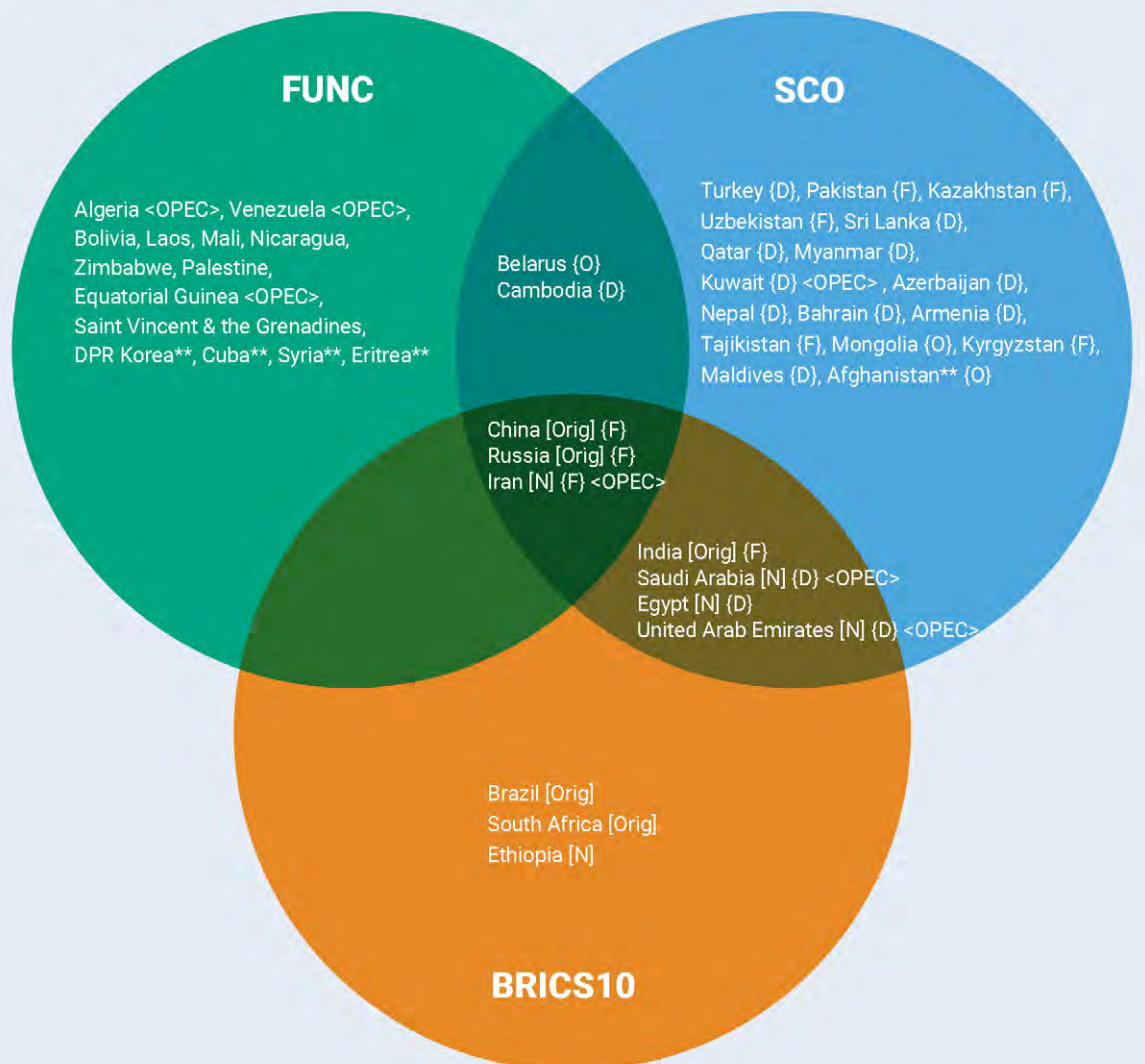 FUNC
SCO
Algeria <OPEC>, Venezuela <OPEC>,
Bolivia, Laos, Mali, Nicaragua,
Zimbabwe, Palestine,
Equatorial Guinea <OPEC>,
Saint Vincent & the Grenadines,
DPR Korea**, Cuba**, Syria**, Eritrea**
Belarus {O}
Cambodia {D}
Turkey {D}, Pakistan {F}, Kazakhstan {F},
Uzbekistan {F}, Sri Lanka {D},
Qatar {D}, Myanmar {D},
Kuwait {D} <OPEC> , Azerbaijan {D},
Nepal {D}, Bahrain {D}, Armenia {D},
Tajikistan {F}, Mongolia {O}, Kyrgyzstan {F},
Maldives {D}, Afghanistan** {O}
China [Orig] {F}
Russia [Orig] {F}
Iran [N] {F} <OPEC>
India [Orig] {F}
Saudi Arabia [N] {D} <OPEC>
Egypt [N] {D}
United Arab Emirates [N] {D} <OPEC>
Brazil [Orig]
South Africa [Orig]
Ethiopia [N]
BRICS10